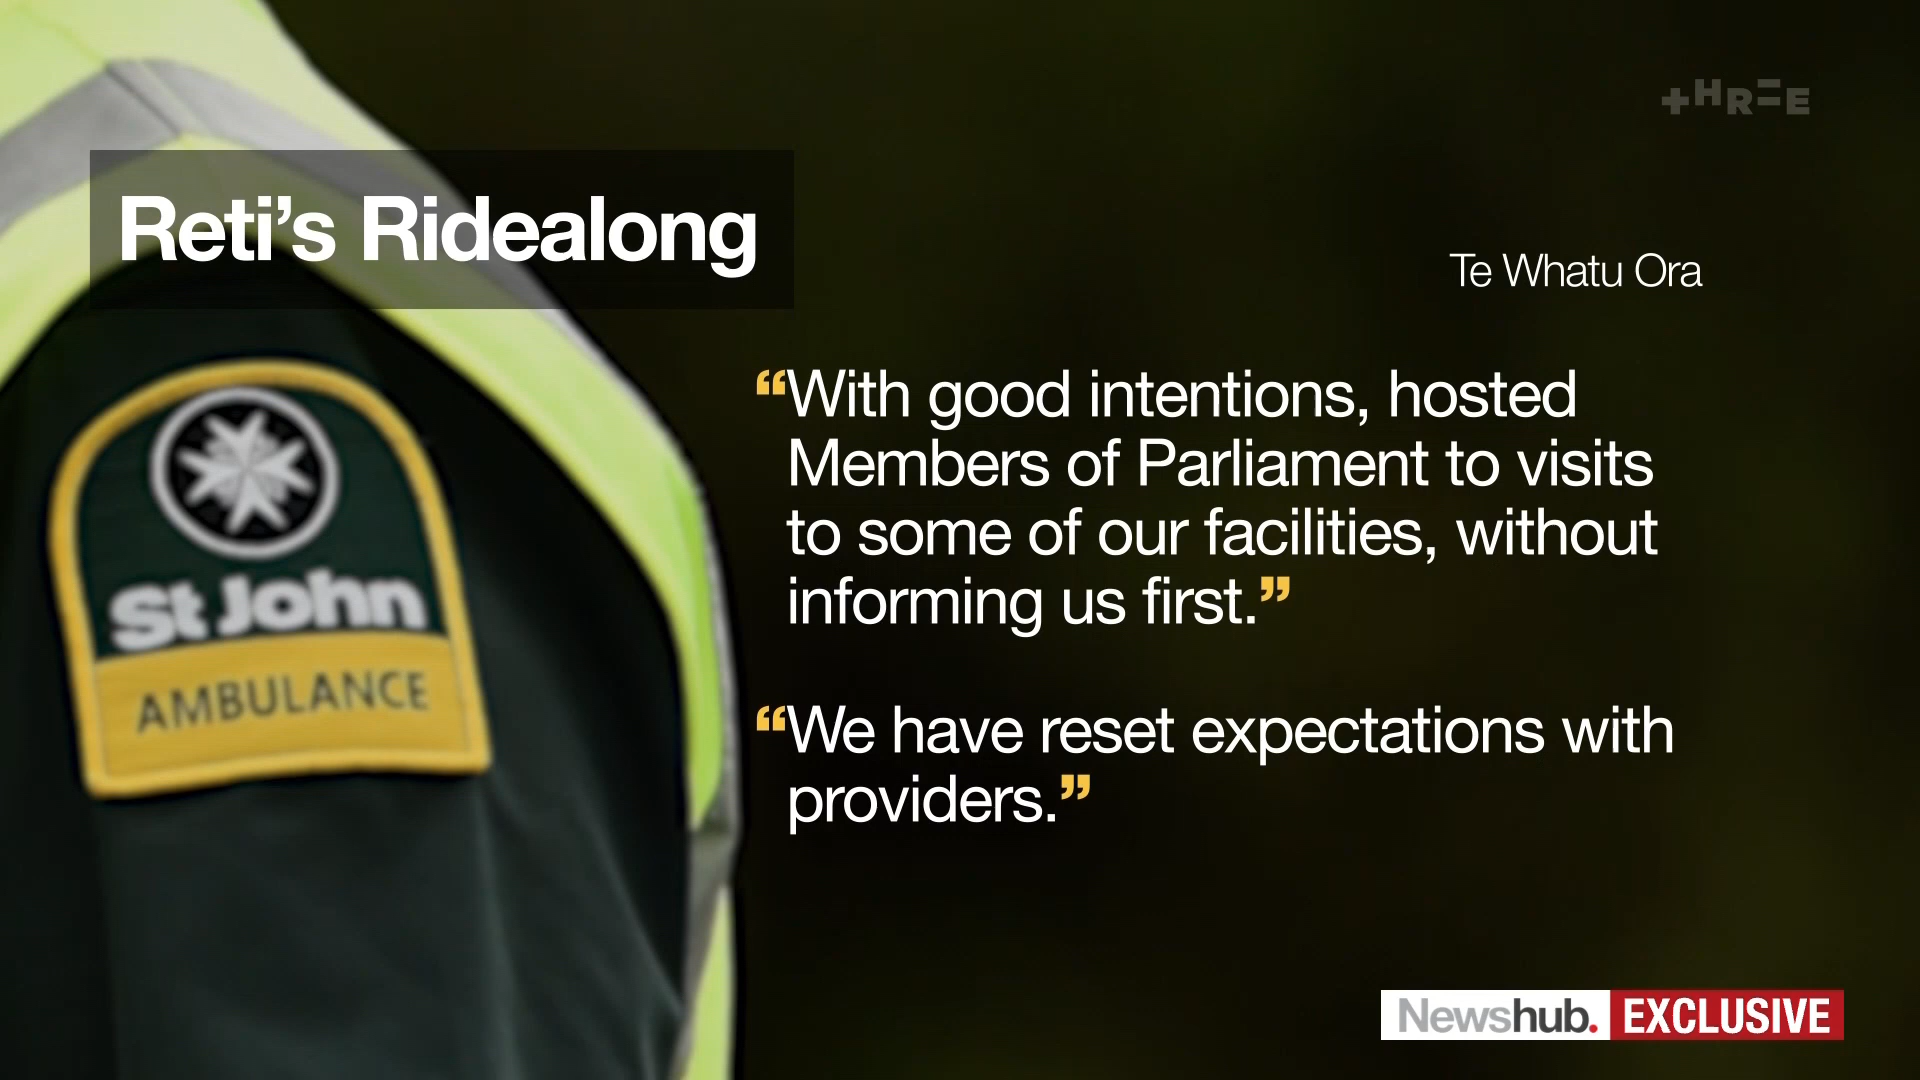 THREE
Reti’s Ridealong
Te Whatu Ora
“With good intentions, hosted
Members of Parliament to visits
to some of our facilities, without
informing us first.”
“We have reset expectations with
providers.”
St John
AMBULANCE
Newshub. EXCLUSIVE